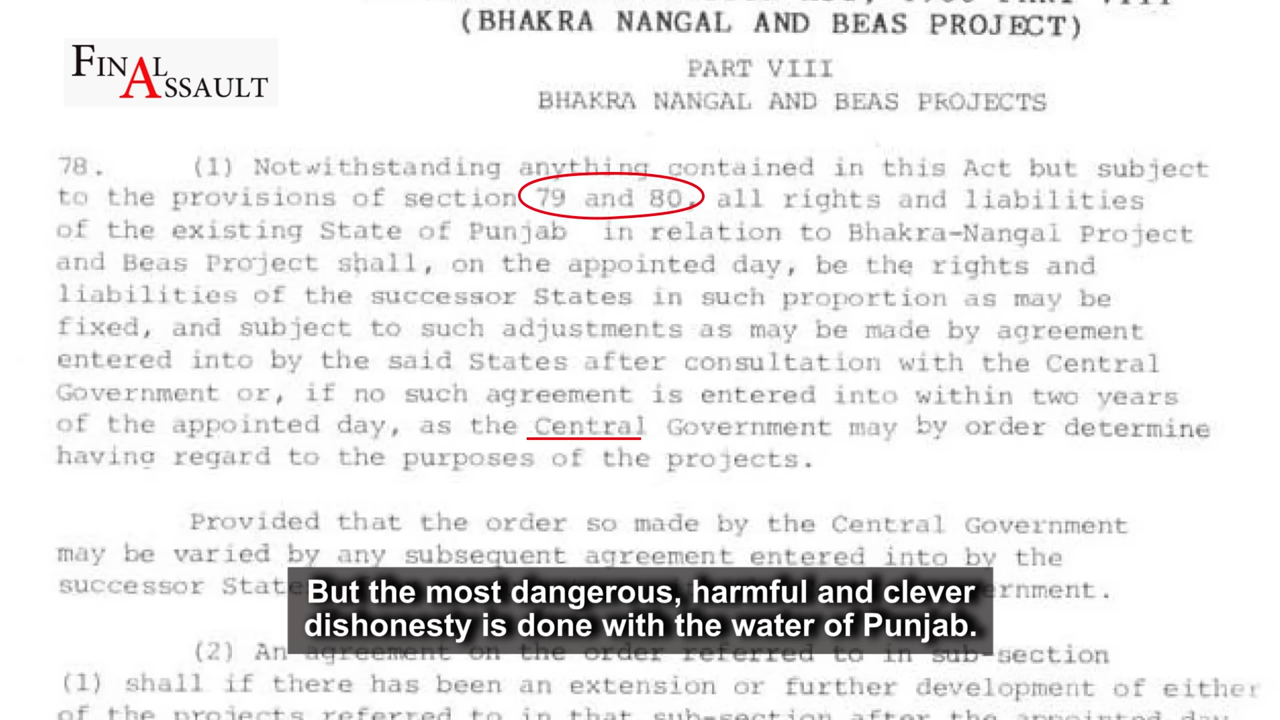 (BHAKRA NANGAL AND BEAS PROJECT)
FINAL
ASSAULT
PART VIII
BHAKRA NANGAL AND BEAS PROJECTS
78. (1) Notwithstanding anything contained in this Act but subject
to the provisions of section 79 and 80, all rights and liabilities
of the existing State of Punjab in relation to Bhakra-Nangal Project
and Beas Project shall, on the appointed day, be the rights and
liabilities of the successor States in such proportion as may be
fixed, and subject to such adjustments as may be made by agreement
entered into by the said States after consultation with the Central
Government or, if no such agreement is entered into within two years
of the appointed day, as the Central Government may by order determine
having regard to the purposes of the projects.
Provided that the order so made by the Central Government
may be varied by any subsequent agreement entered into by the
successor
But the most dangerous, harmful and clever
dishonesty is done with the water of Punjab.
(2) An agreement on the order referred to in sub-section
(1) shall if there has been an extension or further development of either
of the projects referred to in that sub-section after the appointed day